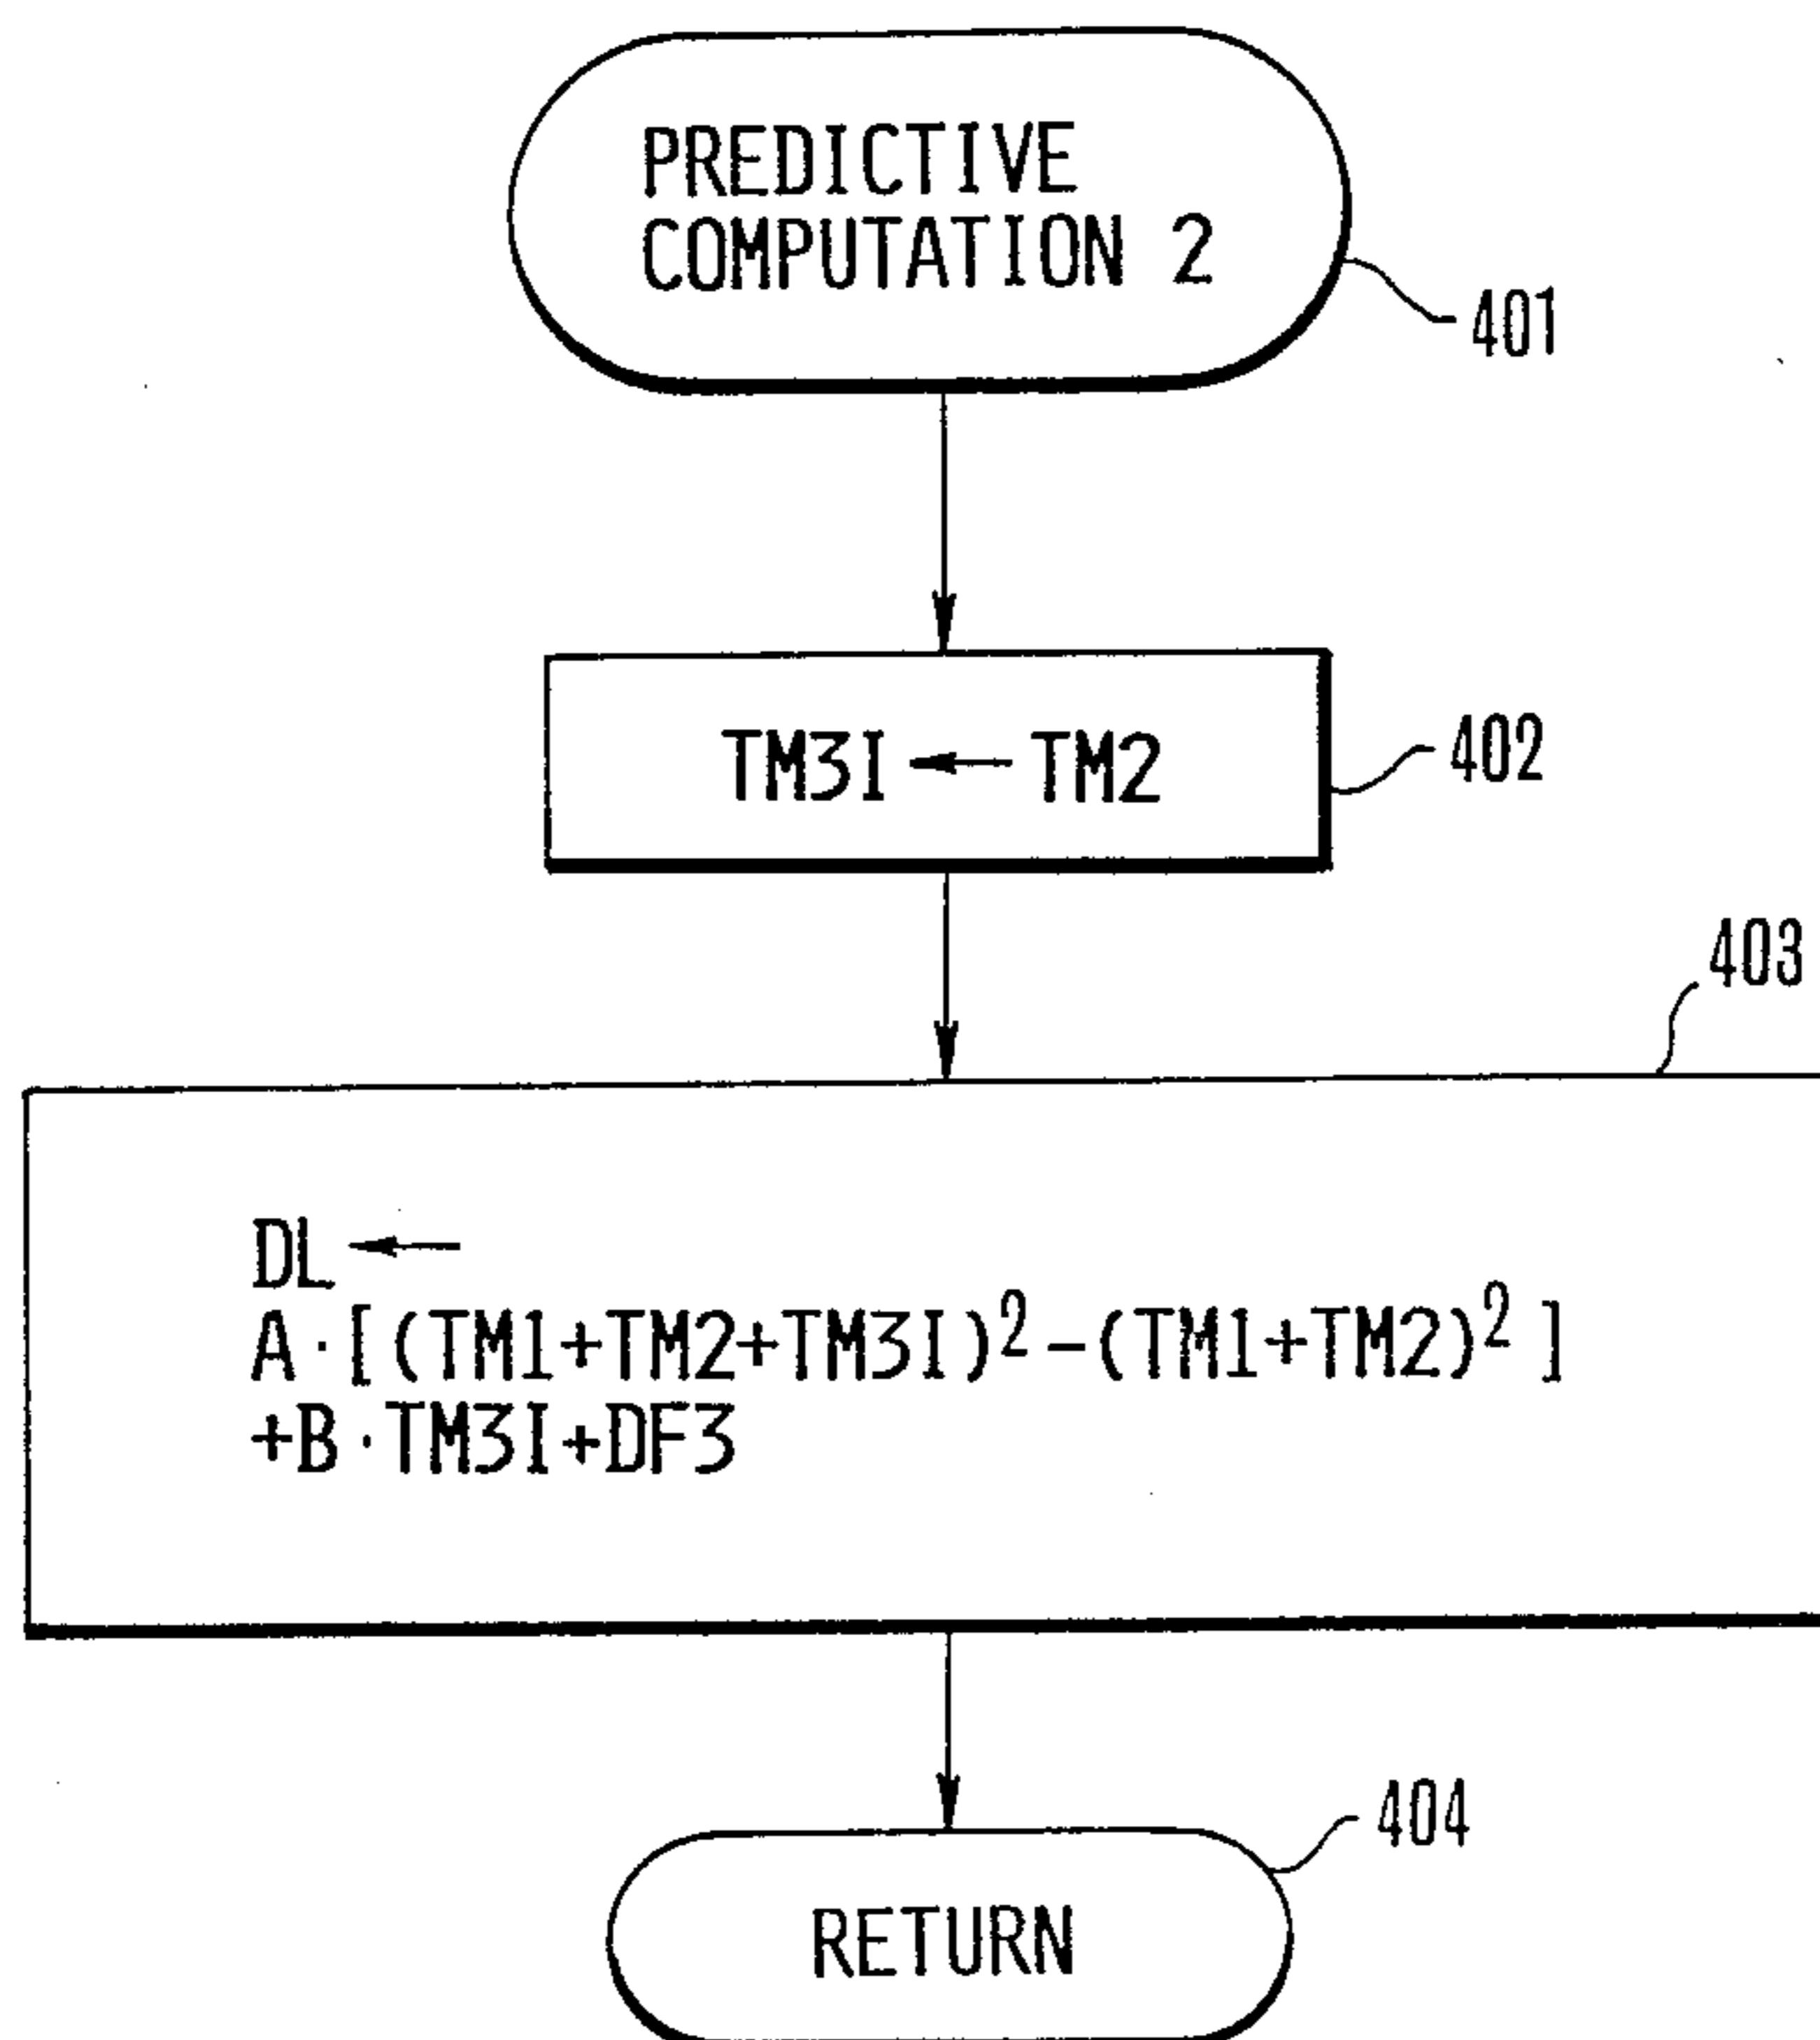 PREDICTIVE
COMPUTATION 2
401
TM3I ← TM2
402
403
DL ←
A·[(TM1+TM2+TM3I)² −(TM1+TM2)² ]
+B·TM3I+DF3
404
RETURN